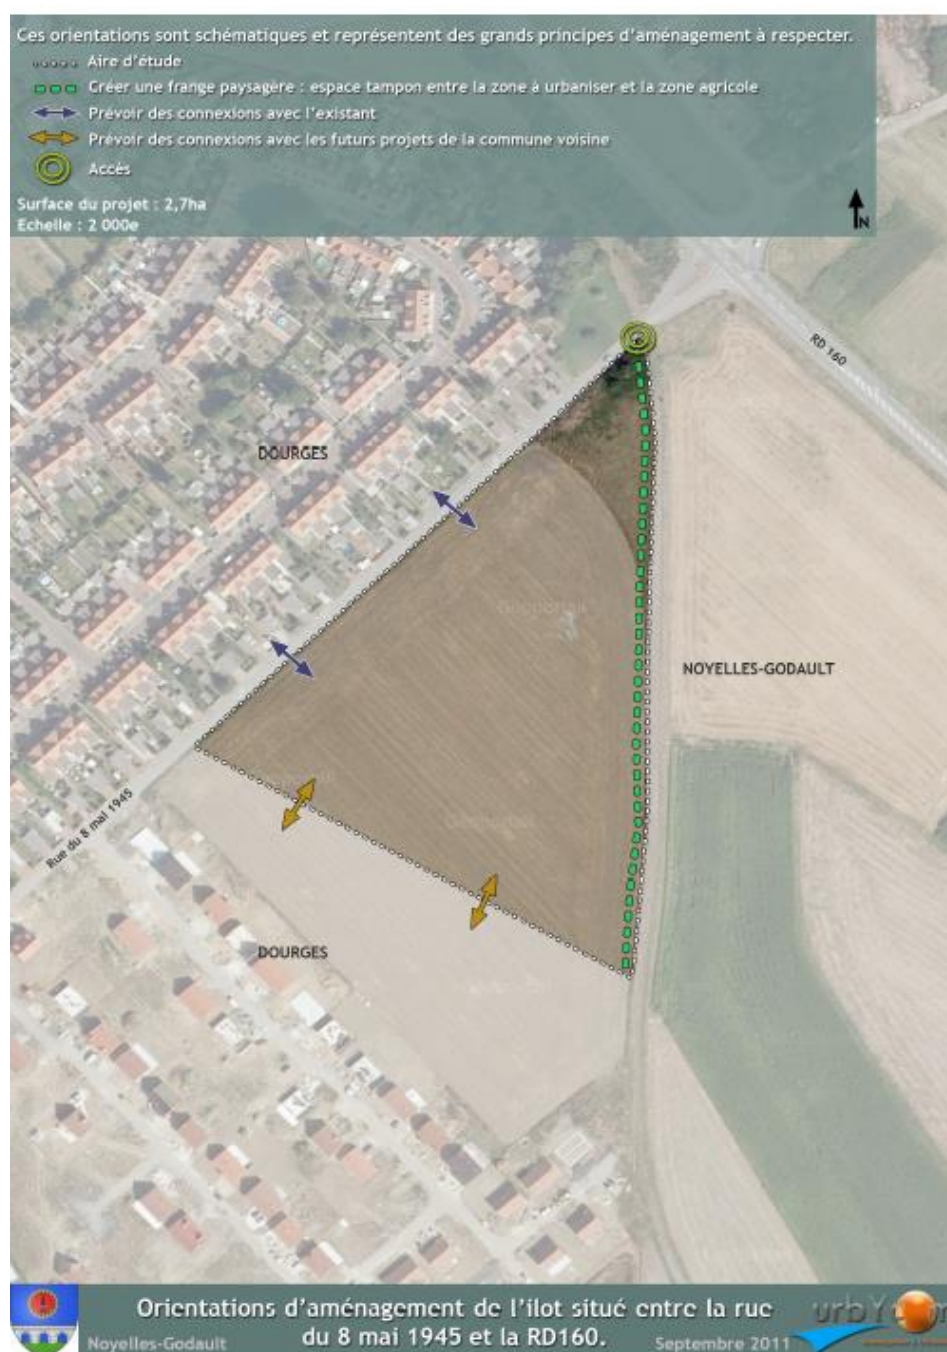 Ces orientations sont schématiques et représentent des grands principes d'aménagement à respecter.
Aire d'étude
Créer une frange paysagère : espace tampon entre la zone à urbaniser et la zone agricole
Prévoir des connexions avec l'existant
Prévoir des connexions avec les futurs projets de la commune voisine
Accès
Surface du projet : 2,7ha
Echelle : 2 000e
N
RD 160
DOURGES
Géoportail
NOYELLES-GODAULT
Rue du 8 mai 1945
DOURGES
Orientations d'aménagement de l'ilot situé entre la rue
du 8 mai 1945 et la RD160.
Noyelles-Godault
Septembre 2011